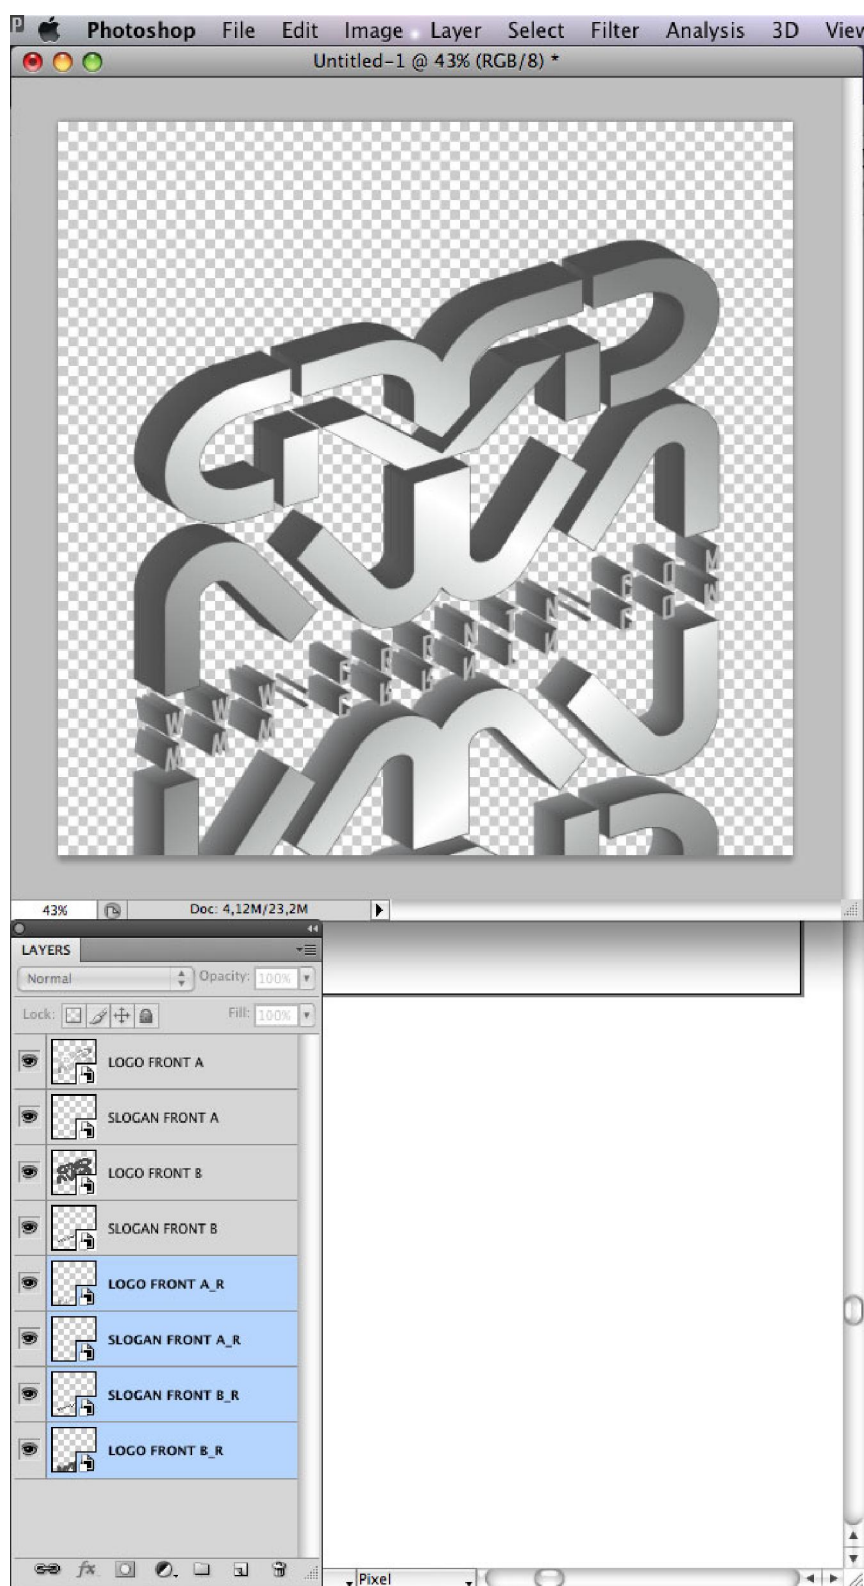 Photoshop File Edit Image Layer Select Filter Analysis 3D View
Untitled-1 @ 43% (RGB/8) *
43% Doc: 4,12M/23,2M
LAYERS
Normal Opacity: 100%
Lock: Fill: 100%
LOGO FRONT A
SLOGAN FRONT A
LOGO FRONT B
SLOGAN FRONT B
LOGO FRONT A_R
SLOGAN FRONT A_R
SLOGAN FRONT B_R
LOGO FRONT B_R
fx.
Pixel